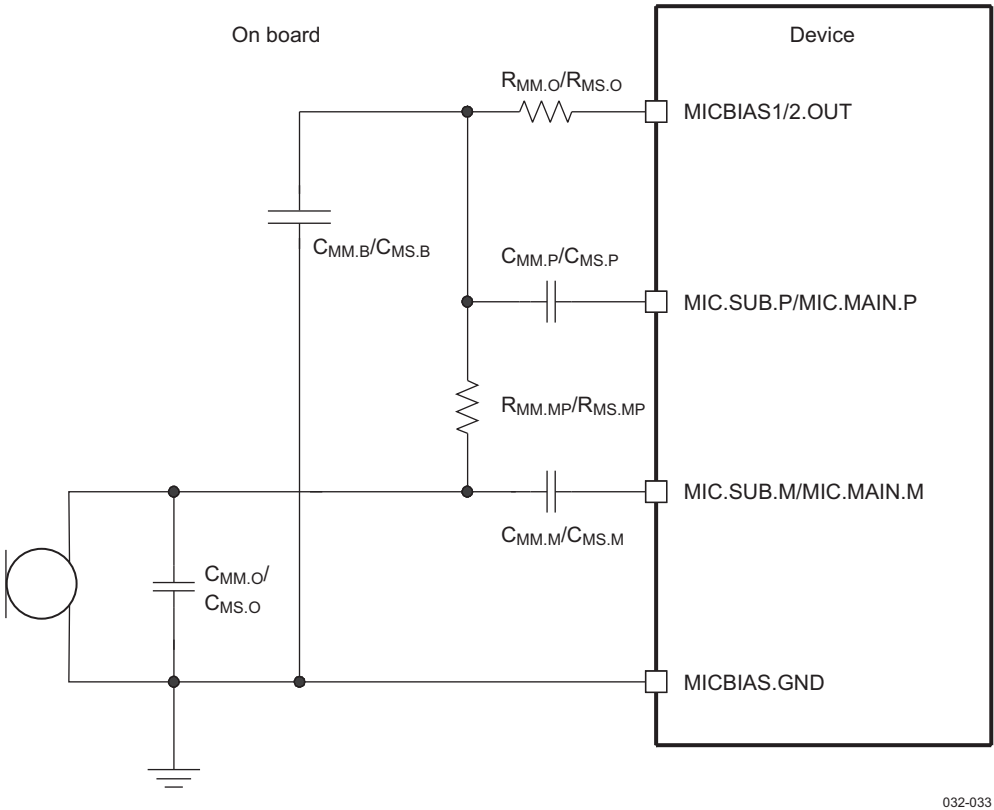 On board
Device
RMM.O/RMS.O
MICBIAS1/2.OUT
CMM.B/CMS.B
CMM.P/CMS.P
MIC.SUB.P/MIC.MAIN.P
RMM.MP/RMS.MP
MIC.SUB.M/MIC.MAIN.M
CMM.M/CMS.M
CMM.O/
CMS.O
MICBIAS.GND
032-033